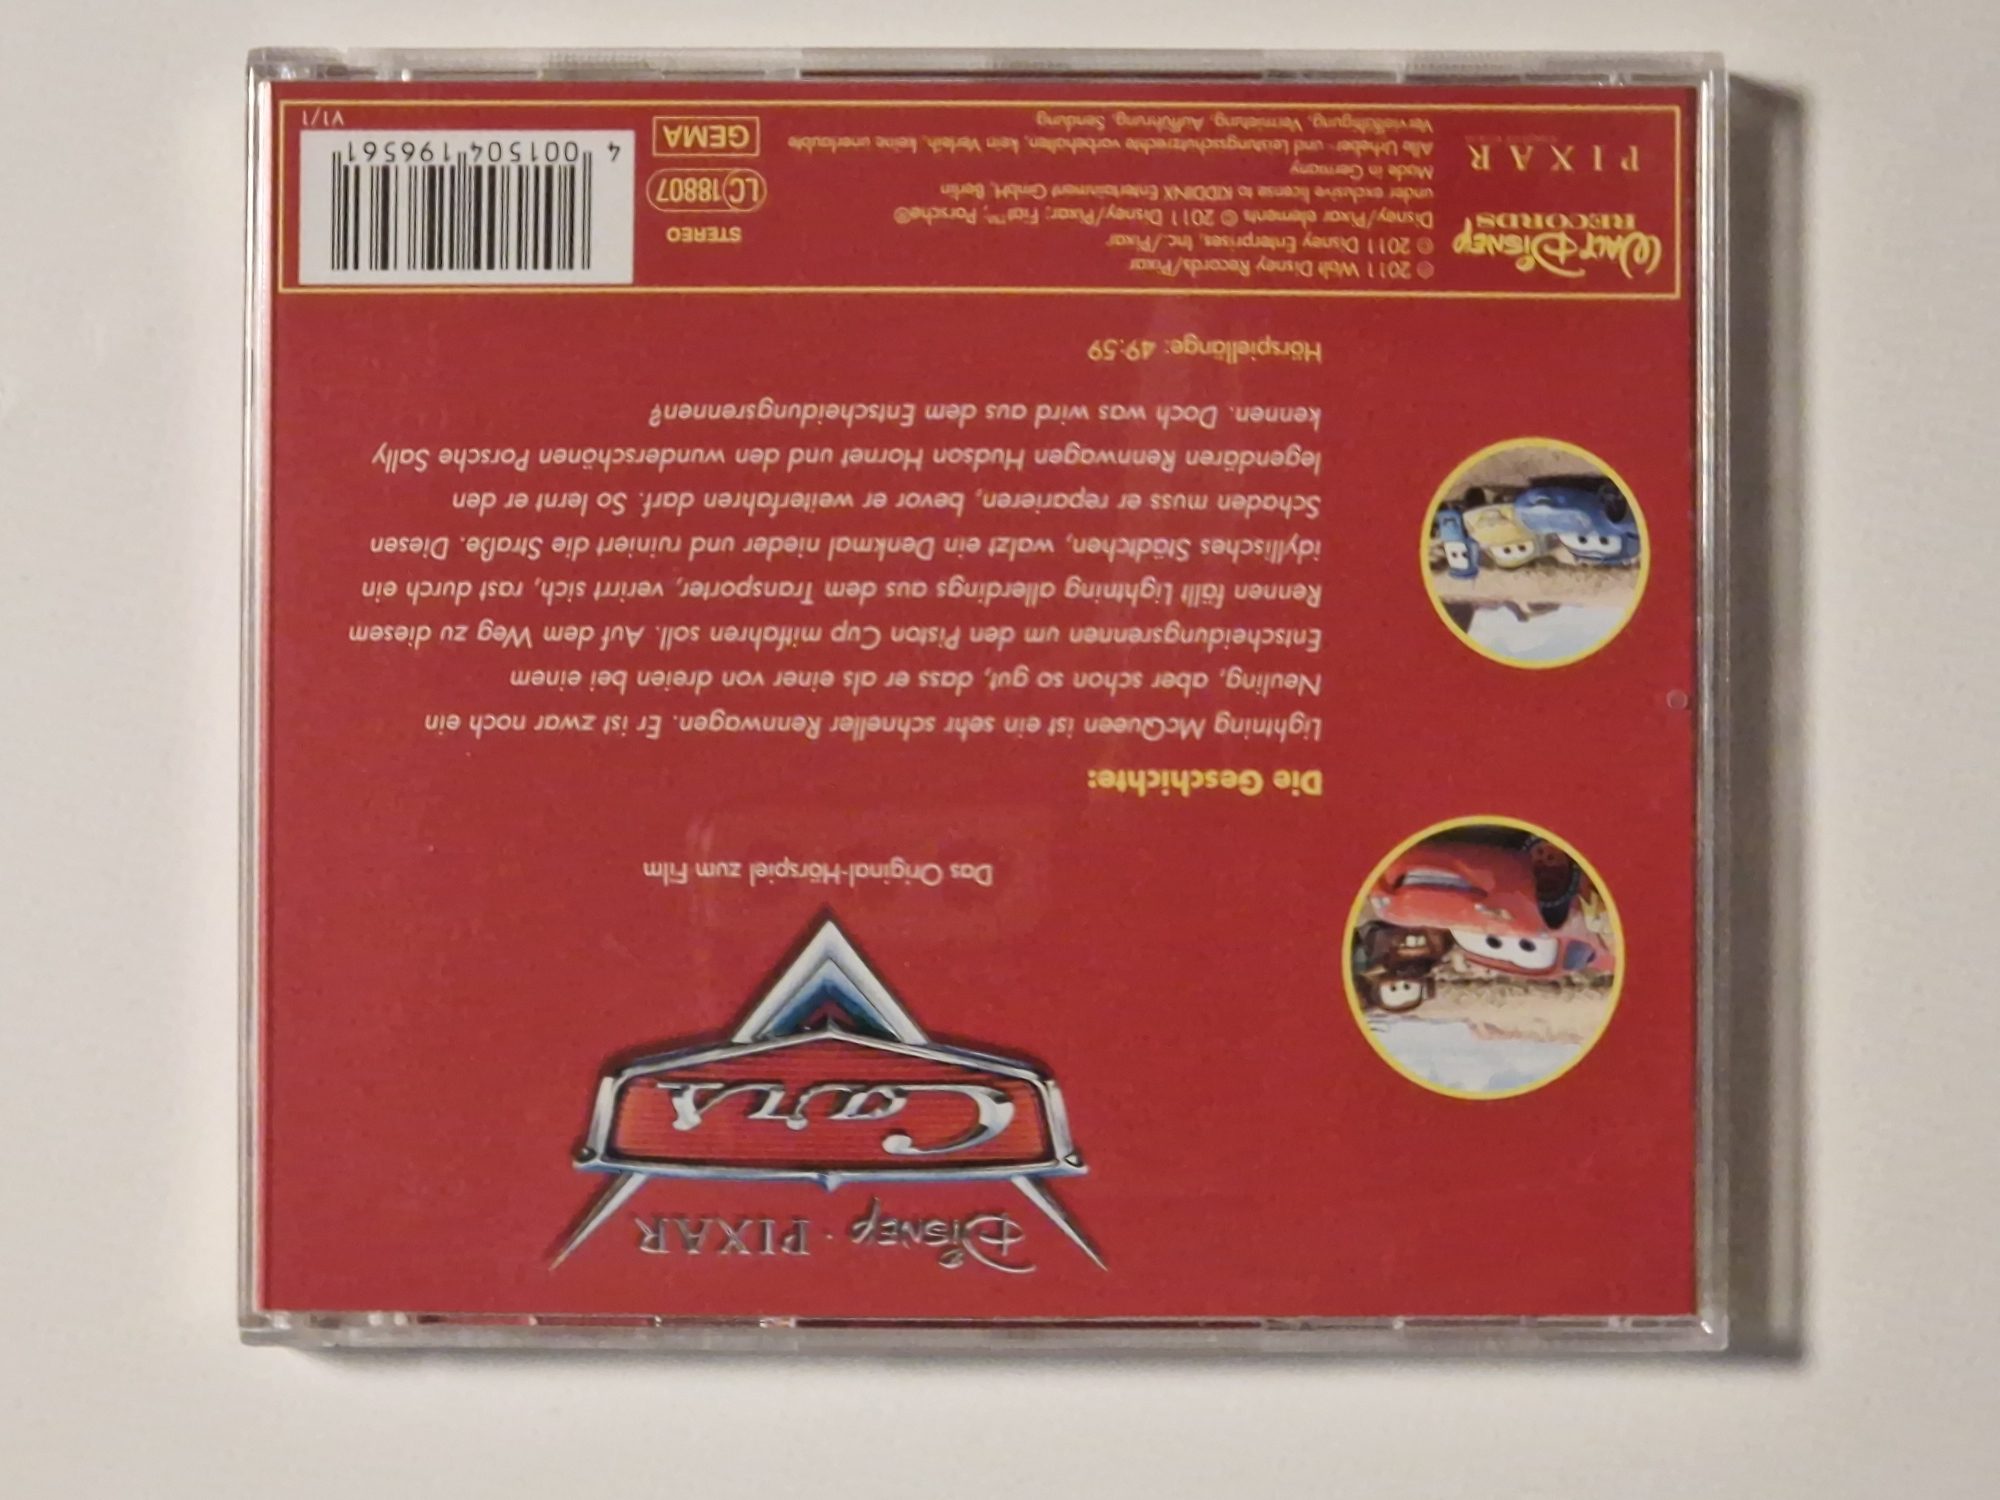 Disney · PIXAR
Cars
Das Original-Hörspiel zum Film
Die Geschichte:
Lightning McQueen ist ein sehr schneller Rennwagen. Er ist zwar noch ein
Neuling, aber schon so gut, dass er als einer von dreien bei einem
Entscheidungsrennen um den Piston Cup mitfahren soll. Auf dem Weg zu diesem
Rennen fällt Lightning allerdings aus dem Transporter, verirrt sich, rast durch ein
idyllisches Städtchen, walzt ein Denkmal nieder und ruiniert die Straße. Diesen
Schaden muss er reparieren, bevor er weiterfahren darf. So lernt er den
legendären Rennwagen Hudson Hornet und den wunderschönen Porsche Sally
kennen. Doch was wird aus dem Entscheidungsrennen?
Hörspiellänge: 49:59
WALT DISNEY
RECORDS
PIXAR
℗ 2011 Walt Disney Records/Pixar
© 2011 Disney Enterprises, Inc./Pixar
Disney/Pixar elements © 2011 Disney/Pixar; Fiat™, Porsche®
under exclusive license to KIDDINX Entertainment GmbH, Berlin
Made in Germany
Alle Urheber- und Leistungsschutzrechte vorbehalten, kein Verleih, keine unerlaubte
Vervielfältigung, Vermietung, Aufführung, Sendung
STEREO
LC 18807
GEMA
4 001504 196561
V1/1